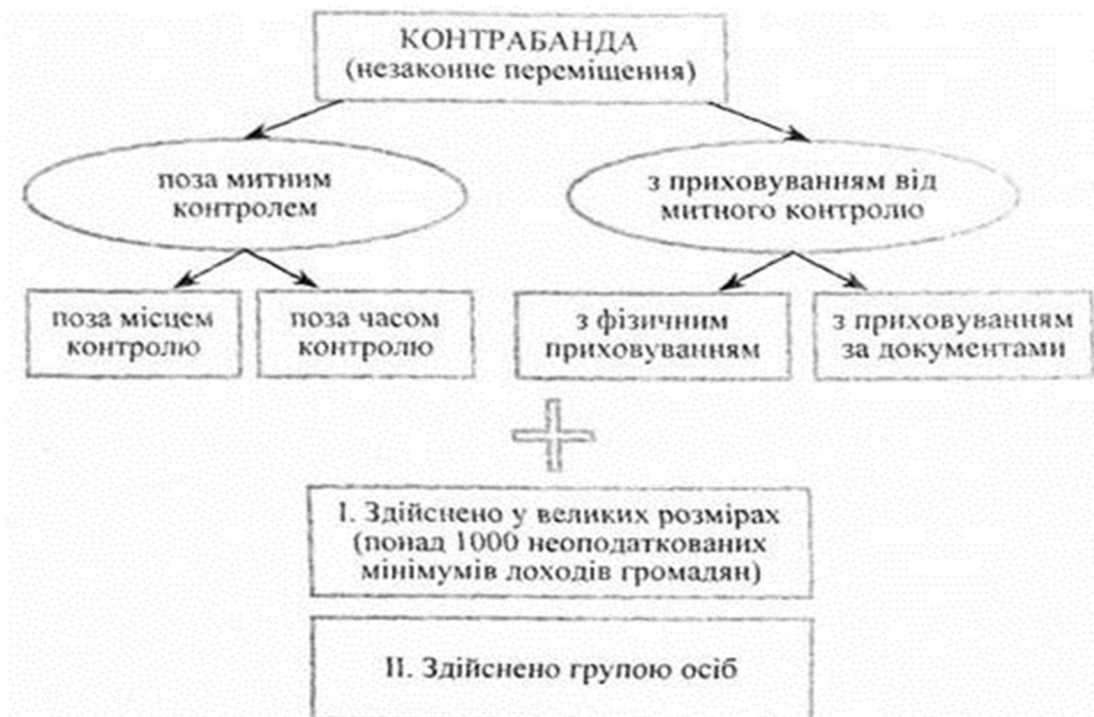 КОНТРАБАНДА
(незаконне переміщення)
поза митним
контролем
з приховуванням від
митного контролю
поза місцем
контролю
поза часом
контролю
з фізичним
приховуванням
з приховуванням
за документами
І. Здійснено у великих розмірах
(понад 1000 неоподаткованих
мінімумів доходів громадян)
ІІ. Здійснено групою осіб